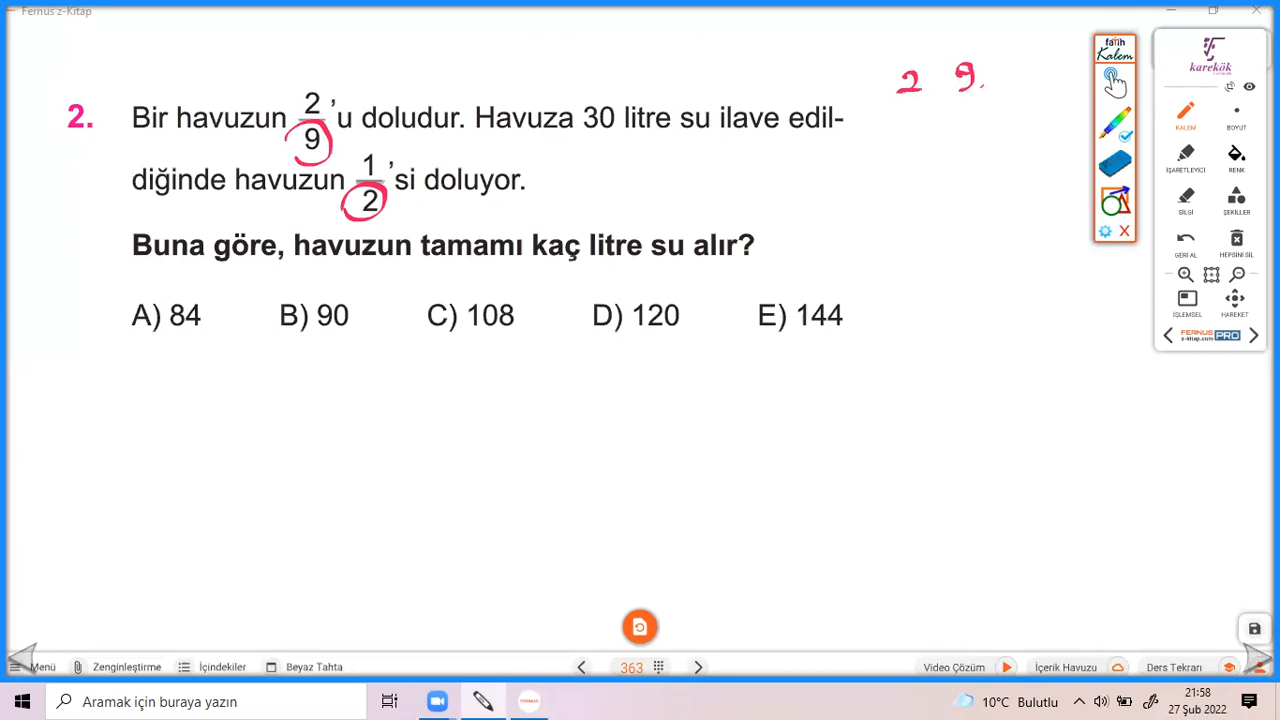 Fernus z-Kitap
2 9.
2. Bir havuzun 2/9 'u doludur. Havuza 30 litre su ilave edil-
diğinde havuzun 1/2 'si doluyor.
Buna göre, havuzun tamamı kaç litre su alır?
A) 84 B) 90 C) 108 D) 120 E) 144
fatih
Kalem
karekök
KALEM BOYUT
İŞARETLEYİCİ RENK
SİLGİ ŞEKİLLER
GERİ AL HEPSİNİ SİL
İŞLEMSEL HAREKET
FERNUS
z-kitap.com PRO
Menü Zenginleştirme İçindekiler Beyaz Tahta 363 Video Çözüm İçerik Havuzu Ders Tekrarı
Aramak için buraya yazın
FERNUS
10°C Bulutlu
21:58
27 Şub 2022